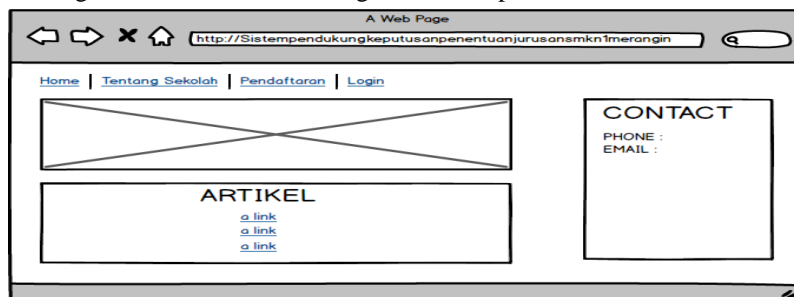 A Web Page
http://Sistempendukungkeputusanpenentuanjurusansmkn1merangin
Home | Tentang Sekolah | Pendaftaran | Login
CONTACT
PHONE :
EMAIL :
ARTIKEL
a link
a link
a link